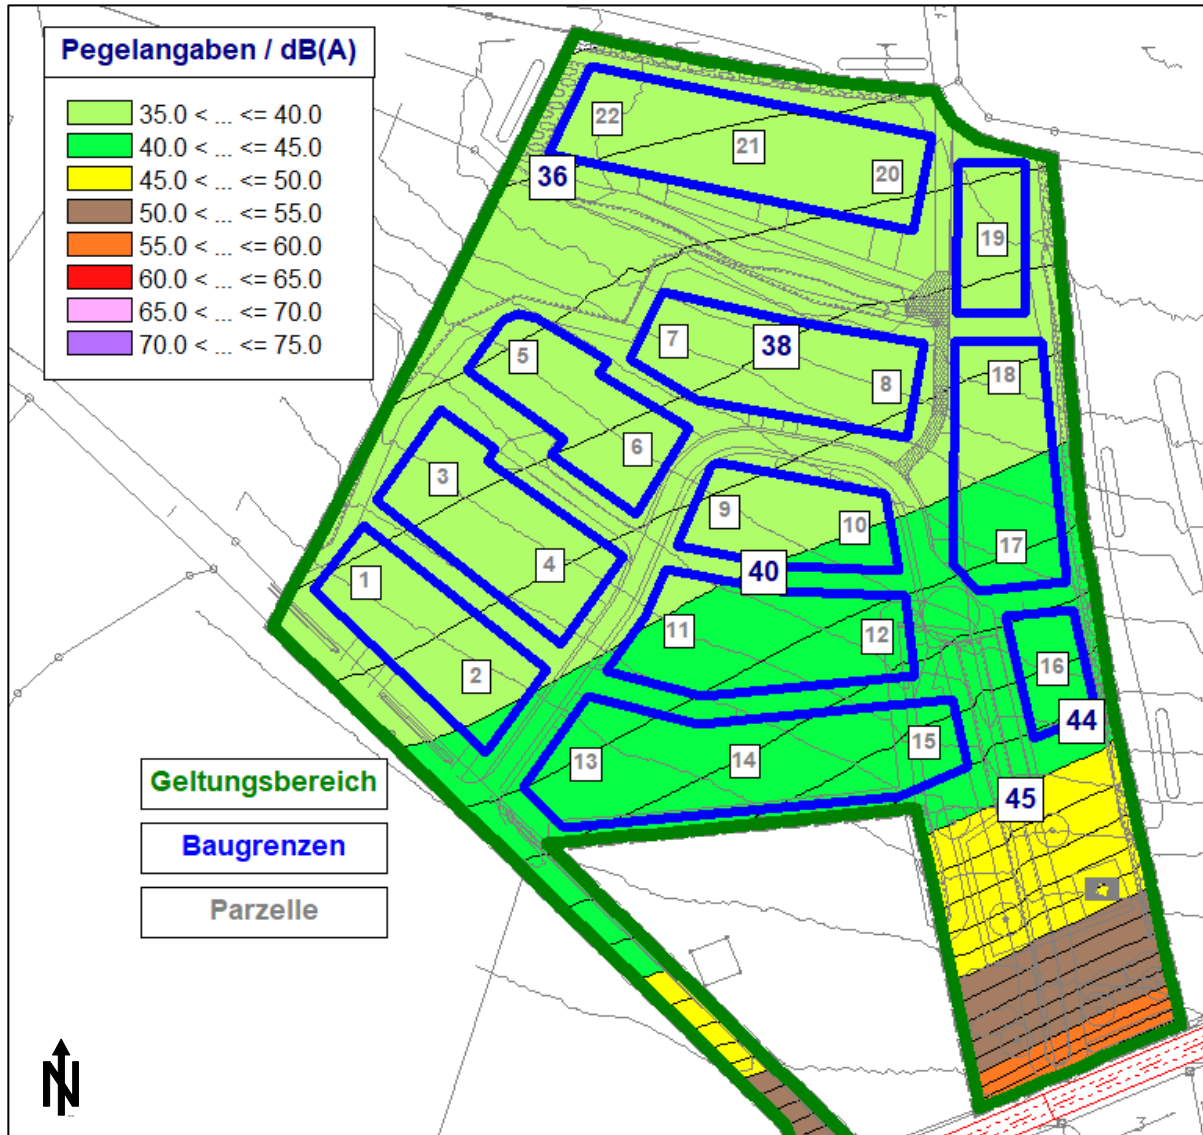 Pegelangaben / dB(A)
35.0 < ... <= 40.0
40.0 < ... <= 45.0
45.0 < ... <= 50.0
50.0 < ... <= 55.0
55.0 < ... <= 60.0
60.0 < ... <= 65.0
65.0 < ... <= 70.0
70.0 < ... <= 75.0
22
21
20
36
19
7
38
8
18
5
6
3
9
10
17
4
40
1
11
12
16
2
44
15
13
14
45
Geltungsbereich
Baugrenzen
Parzelle
N
3